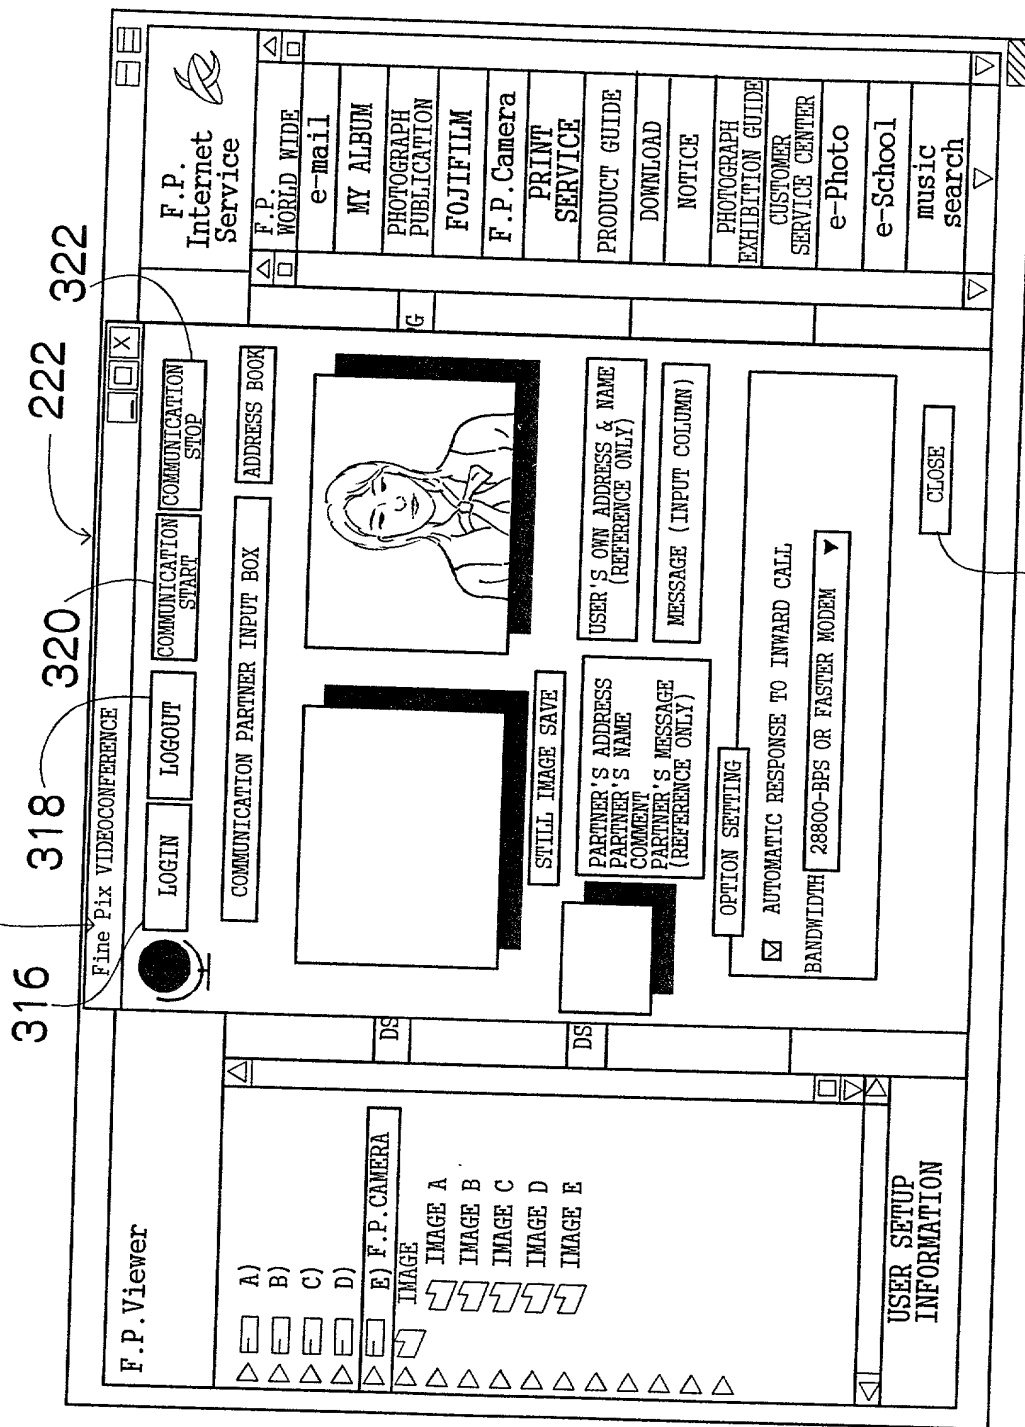 316
318
320
222
322
F.P.Viewer
A)
B)
C)
D)
E) F.P.CAMERA
IMAGE
IMAGE A
IMAGE B
IMAGE C
IMAGE D
IMAGE E
USER SETUP
INFORMATION
DS
DS
Fine Pix VIDEOCONFERENCE
LOGIN
LOGOUT
COMMUNICATION
START
COMMUNICATION
STOP
COMMUNICATION PARTNER INPUT BOX
ADDRESS BOOK
STILL IMAGE SAVE
PARTNER'S ADDRESS
PARTNER'S NAME
COMMENT
PARTNER'S MESSAGE
(REFERENCE ONLY)
USER'S OWN ADDRESS & NAME
(REFERENCE ONLY)
MESSAGE (INPUT COLUMN)
OPTION SETTING
AUTOMATIC RESPONSE TO INWARD CALL
BANDWIDTH 28800-BPS OR FASTER MODEM
CLOSE
PG
F.P.
Internet
Service
F.P.
WORLD WIDE
e-mail
MY ALBUM
PHOTOGRAPH
PUBLICATION
FOJIFILM
F.P.Camera
PRINT
SERVICE
PRODUCT GUIDE
DOWNLOAD
NOTICE
PHOTOGRAPH
EXHIBITION GUIDE
CUSTOMER
SERVICE CENTER
e-Photo
e-School
music
search